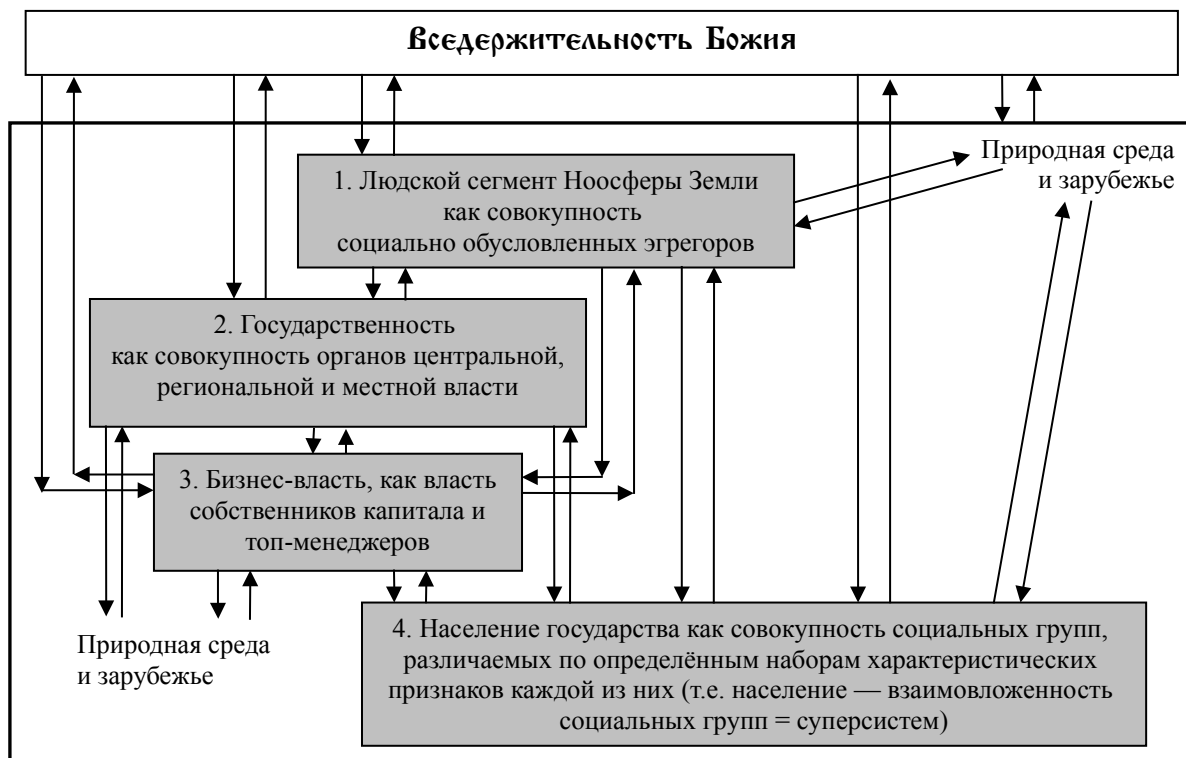 Вседержительность Божия
Природная среда
и зарубежье
1. Людской сегмент Ноосферы Земли
как совокупность
социально обусловленных эгрегоров
2. Государственность
как совокупность органов центральной,
региональной и местной власти
3. Бизнес-власть, как власть
собственников капитала и
топ-менеджеров
Природная среда
и зарубежье
4. Население государства как совокупность социальных групп,
различаемых по определённым наборам характеристических
признаков каждой из них (т.е. население — взаимовложенность
социальных групп = суперсистем)